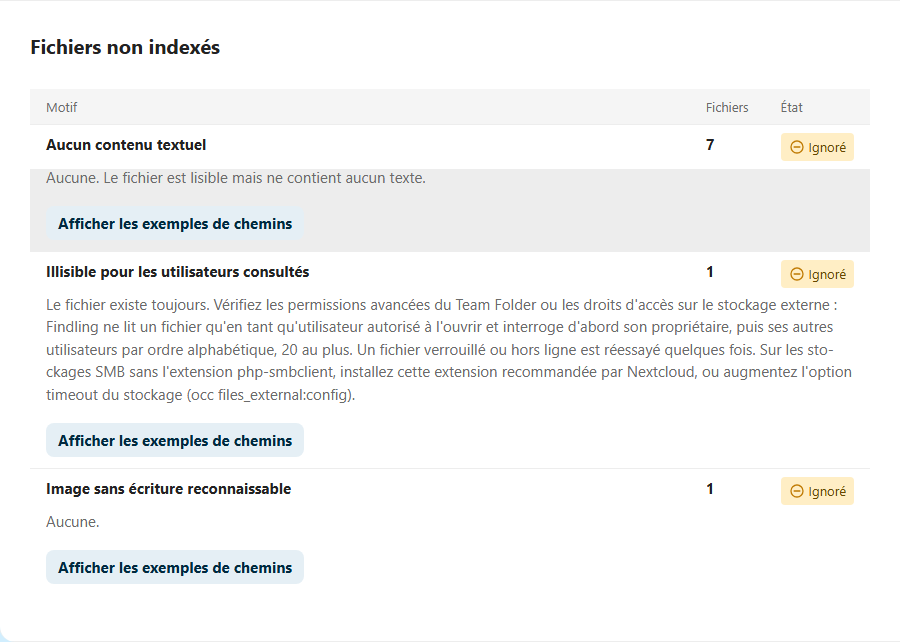 Fichiers non indexés
Motif Fichiers État
Aucun contenu textuel 7 Ignoré
Aucune. Le fichier est lisible mais ne contient aucun texte.
Afficher les exemples de chemins
Illisible pour les utilisateurs consultés 1 Ignoré
Le fichier existe toujours. Vérifiez les permissions avancées du Team Folder ou les droits d'accès sur le stockage externe :
Findling ne lit un fichier qu'en tant qu'utilisateur autorisé à l'ouvrir et interroge d'abord son propriétaire, puis ses autres
utilisateurs par ordre alphabétique, 20 au plus. Un fichier verrouillé ou hors ligne est réessayé quelques fois. Sur les sto-
ckages SMB sans l'extension php-smbclient, installez cette extension recommandée par Nextcloud, ou augmentez l'option
timeout du stockage (occ files_external:config).
Afficher les exemples de chemins
Image sans écriture reconnaissable 1 Ignoré
Aucune.
Afficher les exemples de chemins